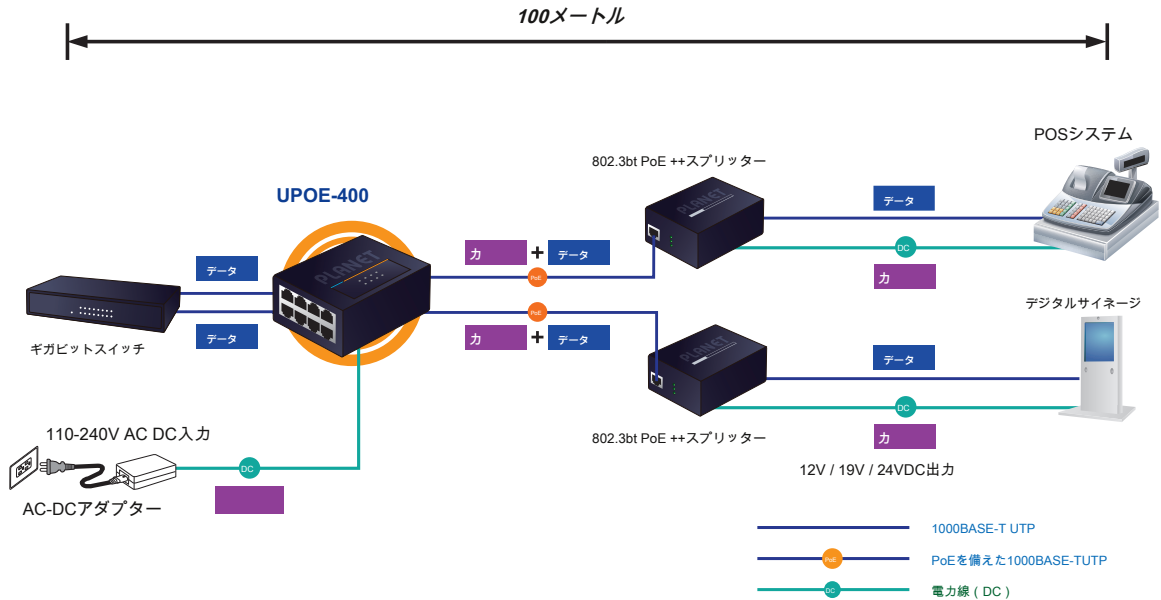 100メートル
POSシステム
802.3bt PoE ++スプリッター
UPOE-400
データ
DC
力
PLANET
PLANET
力 + データ
PoE
データ
データ
ギガビットスイッチ
PoE
力 + データ
デジタルサイネージ
PLANET
データ
DC
力
802.3bt PoE ++スプリッター
12V / 19V / 24VDC出力
110-240V AC DC入力
DC
AC-DCアダプター
1000BASE-T UTP
PoE
PoEを備えた1000BASE-TUTP
DC
電力線 ( DC )